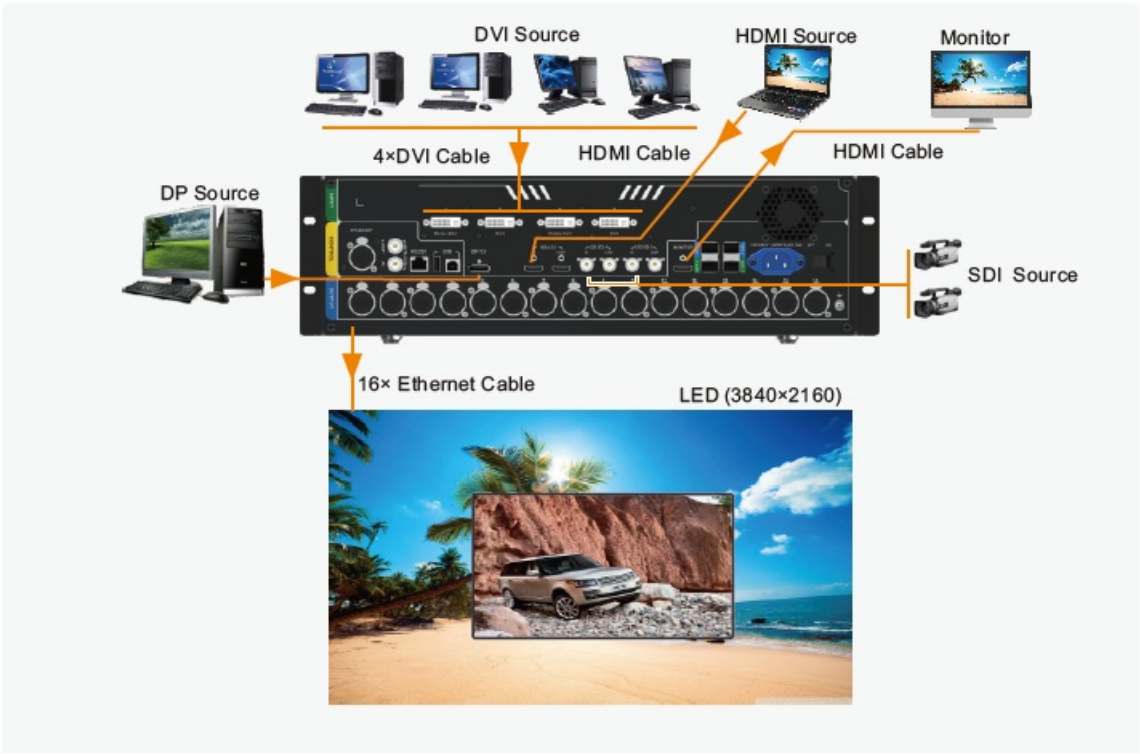 DVI Source
HDMI Source
Monitor
4×DVI Cable
HDMI Cable
HDMI Cable
DP Source
SDI Source
16× Ethernet Cable
LED (3840×2160)